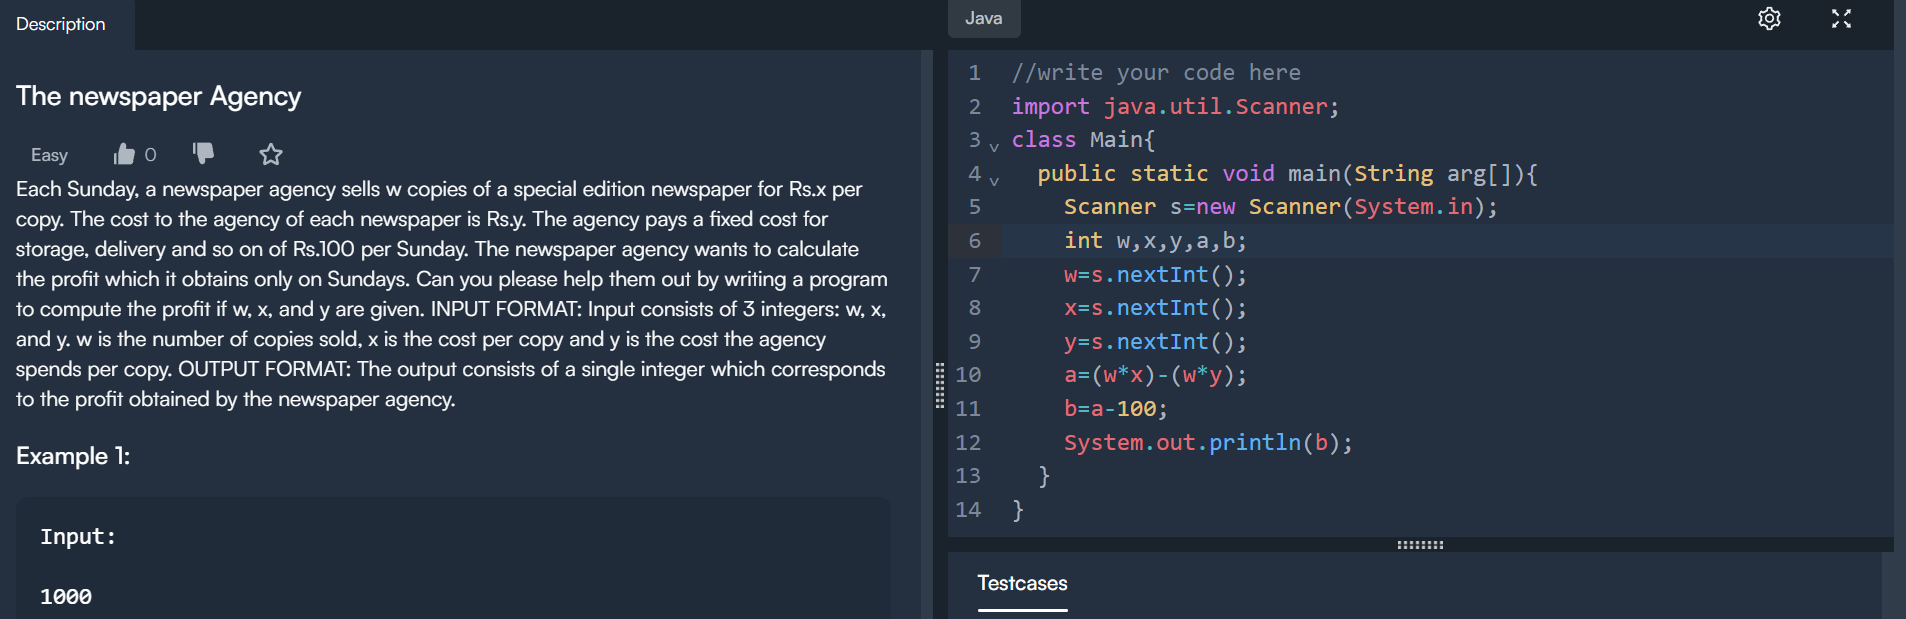 Description
The newspaper Agency
Easy 0
Each Sunday, a newspaper agency sells w copies of a special edition newspaper for Rs.x per
copy. The cost to the agency of each newspaper is Rs.y. The agency pays a fixed cost for
storage, delivery and so on of Rs.100 per Sunday. The newspaper agency wants to calculate
the profit which it obtains only on Sundays. Can you please help them out by writing a program
to compute the profit if w, x, and y are given. INPUT FORMAT: Input consists of 3 integers: w, x,
and y. w is the number of copies sold, x is the cost per copy and y is the cost the agency
spends per copy. OUTPUT FORMAT: The output consists of a single integer which corresponds
to the profit obtained by the newspaper agency.
Example 1:
Input:
1000
Java
1 //write your code here
2 import java.util.Scanner;
3 class Main{
4 public static void main(String arg[]){
5 Scanner s=new Scanner(System.in);
6 int w,x,y,a,b;
7 w=s.nextInt();
8 x=s.nextInt();
9 y=s.nextInt();
10 a=(w*x)-(w*y);
11 b=a-100;
12 System.out.println(b);
13 }
14 }
Testcases